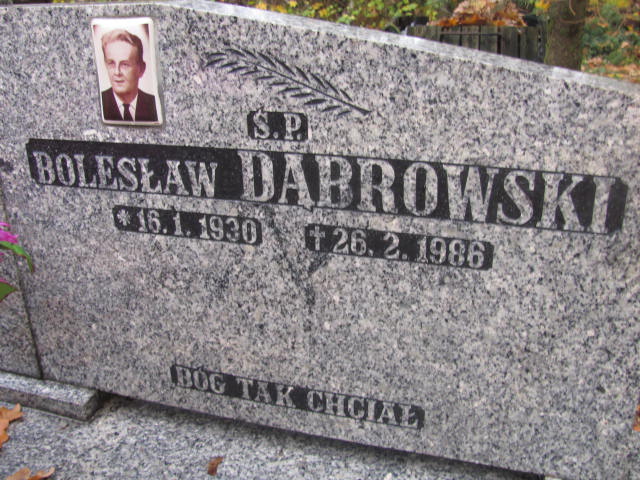 Ś.P.
BOLESŁAW DĄBROWSKI
*16.1.1930 †26.2.1986
BÓG TAK CHCIAŁ